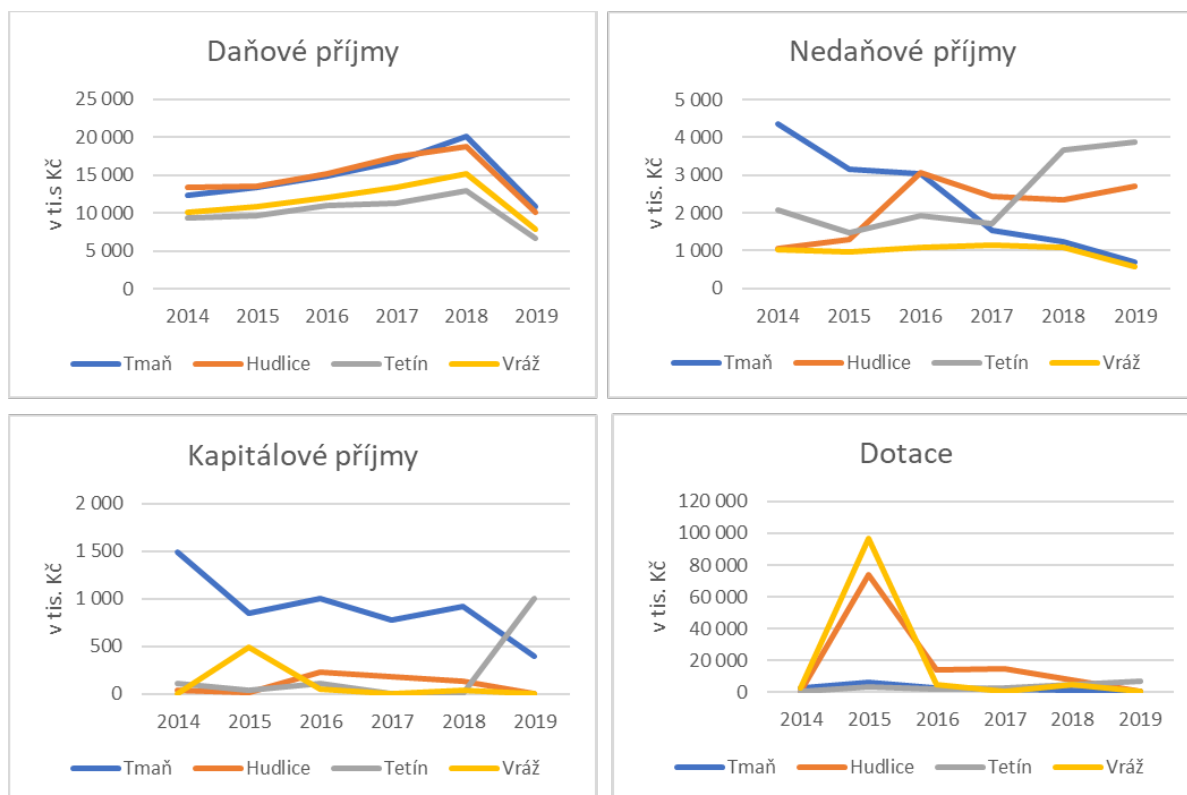 Daňové příjmy
v ti.s Kč
25 000
20 000
15 000
10 000
5 000
0
2014 2015 2016 2017 2018 2019
Tmaň Hudlice Tetín Vráž
Nedaňové příjmy
v tis. Kč
5 000
4 000
3 000
2 000
1 000
0
2014 2015 2016 2017 2018 2019
Tmaň Hudlice Tetín Vráž
Kapitálové příjmy
v tis. Kč
2 000
1 500
1 000
500
0
2014 2015 2016 2017 2018 2019
Tmaň Hudlice Tetín Vráž
Dotace
v tis. Kč
120 000
100 000
80 000
60 000
40 000
20 000
0
2014 2015 2016 2017 2018 2019
Tmaň Hudlice Tetín Vráž